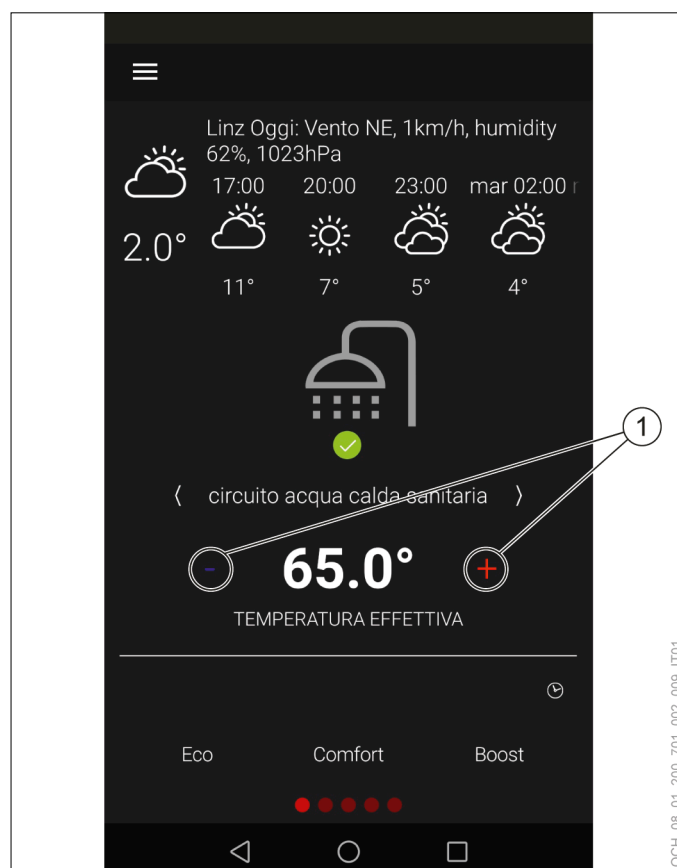 Linz Oggi: Vento NE, 1km/h, humidity
62%, 1023hPa
17:00 20:00 23:00 mar 02:00
2.0°
11° 7° 5° 4°
1
circuito acqua calda sanitaria
- 65.0° +
TEMPERATURA EFFETTIVA
Eco Comfort Boost
OCH_08_01_200_701_002_009_IT01